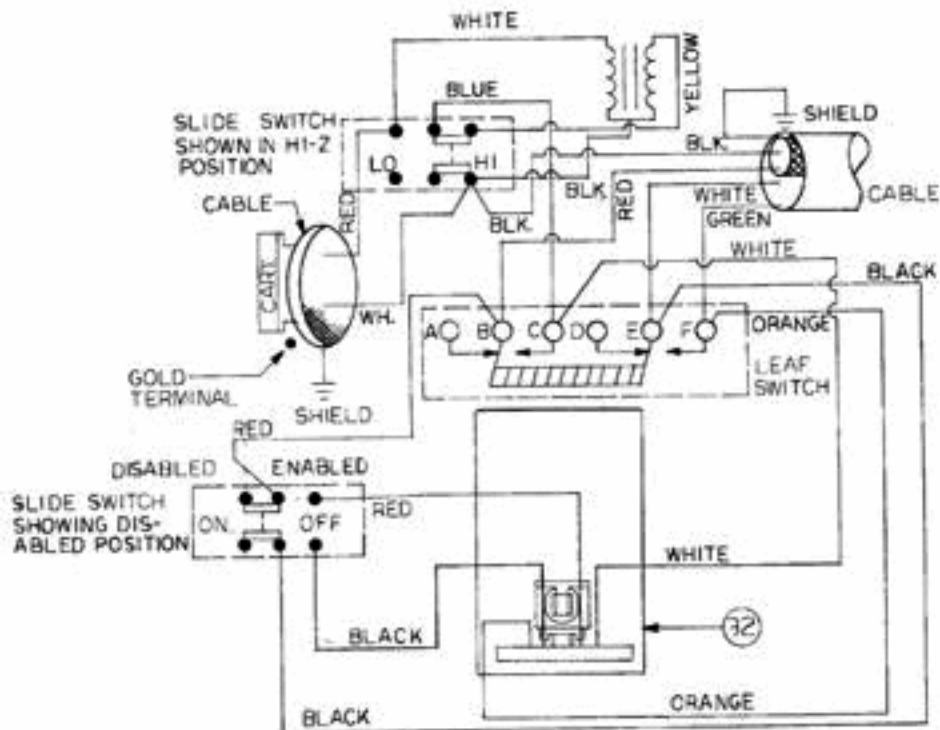 WHITE
YELLOW
BLUE
SHIELD
SLIDE SWITCH
SHOWN IN HI-Z
POSITION
LO
HI
BLK.
BLK.
RED
WHITE
CABLE
CABLE
RED
BLK.
GREEN
WHITE
BLACK
CART.
WH.
A
B
C
D
E
F
ORANGE
LEAF
SWITCH
GOLD
TERMINAL
SHIELD
RED
DISABLED
ENABLED
SLIDE SWITCH
SHOWING DIS-
ABLED POSITION
ON
OFF
RED
WHITE
32
BLACK
ORANGE
BLACK